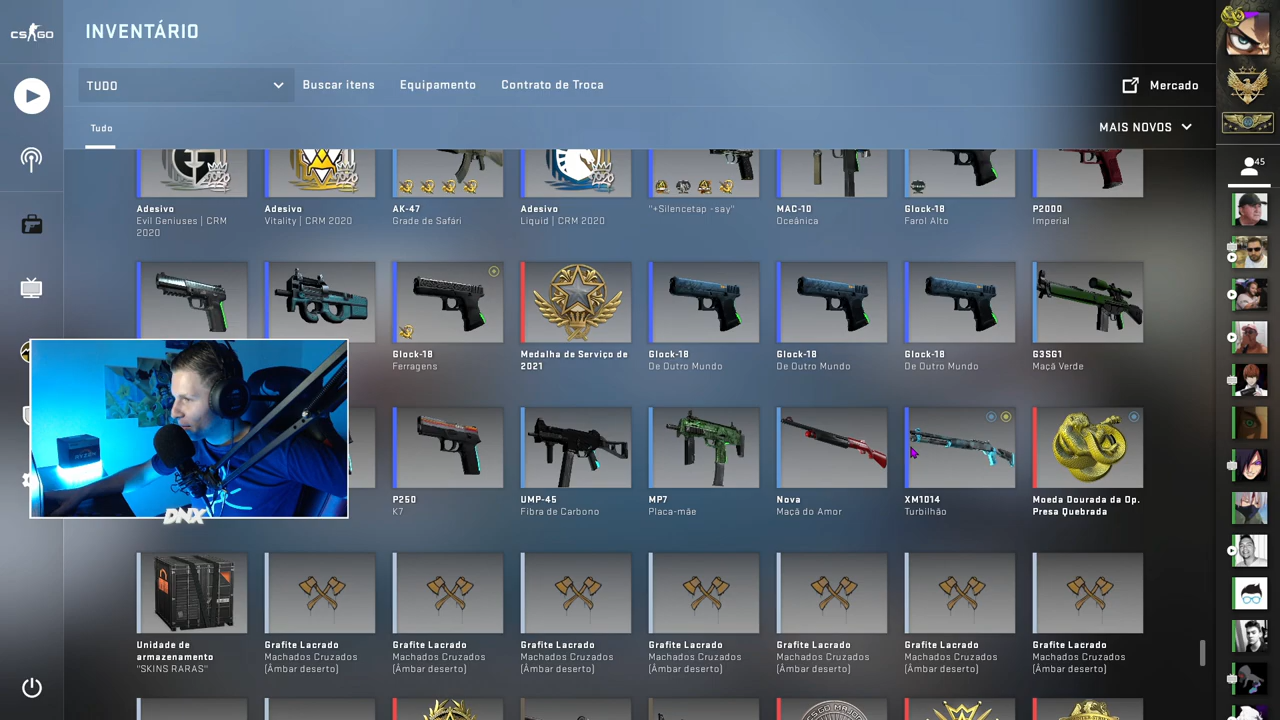 CS GO
INVENTÁRIO
TUDO
Buscar itens
Equipamento
Contrato de Troca
Mercado
Tudo
MAIS NOVOS
45
Adesivo
Evil Geniuses | CRM
2020
Adesivo
Vitality | CRM 2020
AK-47
Grade de Safári
Adesivo
Liquid | CRM 2020
"+Silencetap -say"
MAC-10
Oceânica
Glock-18
Farol Alto
P2000
Imperial
Glock-18
Ferragens
Medalha de Serviço de
2021
Glock-18
De Outro Mundo
Glock-18
De Outro Mundo
Glock-18
De Outro Mundo
G3SG1
Maçã Verde
P250
K7
UMP-45
Fibra de Carbono
MP7
Placa-mãe
Nova
Maçã do Amor
XM1014
Turbilhão
Moeda Dourada da Op.
Presa Quebrada
DNX
Unidade de
armazenamento
"SKINS RARAS"
Grafite Lacrado
Machados Cruzados
(Âmbar deserto)
Grafite Lacrado
Machados Cruzados
(Âmbar deserto)
Grafite Lacrado
Machados Cruzados
(Âmbar deserto)
Grafite Lacrado
Machados Cruzados
(Âmbar deserto)
Grafite Lacrado
Machados Cruzados
(Âmbar deserto)
Grafite Lacrado
Machados Cruzados
(Âmbar deserto)
Grafite Lacrado
Machados Cruzados
(Âmbar deserto)